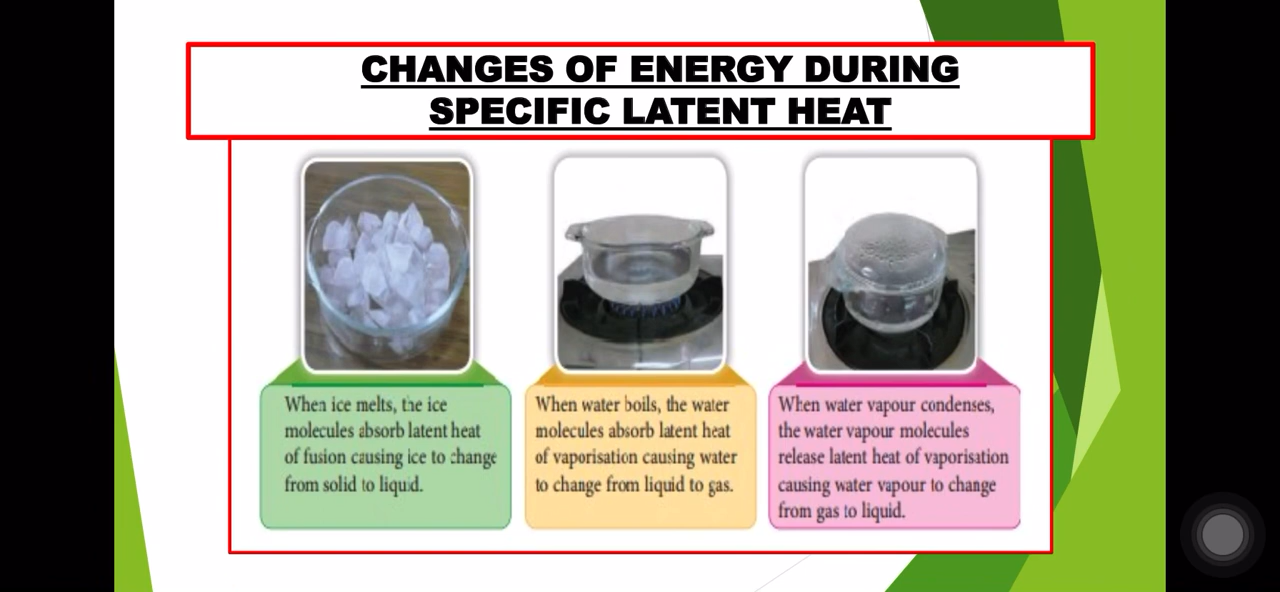 CHANGES OF ENERGY DURING
SPECIFIC LATENT HEAT
When ice melts, the ice
molecules absorb latent heat
of fusion causing ice to change
from solid to liquid.
When water boils, the water
molecules absorb latent heat
of vaporisation causing water
to change from liquid to gas.
When water vapour condenses,
the water vapour molecules
release latent heat of vaporisation
causing water vapour to change
from gas to liquid.